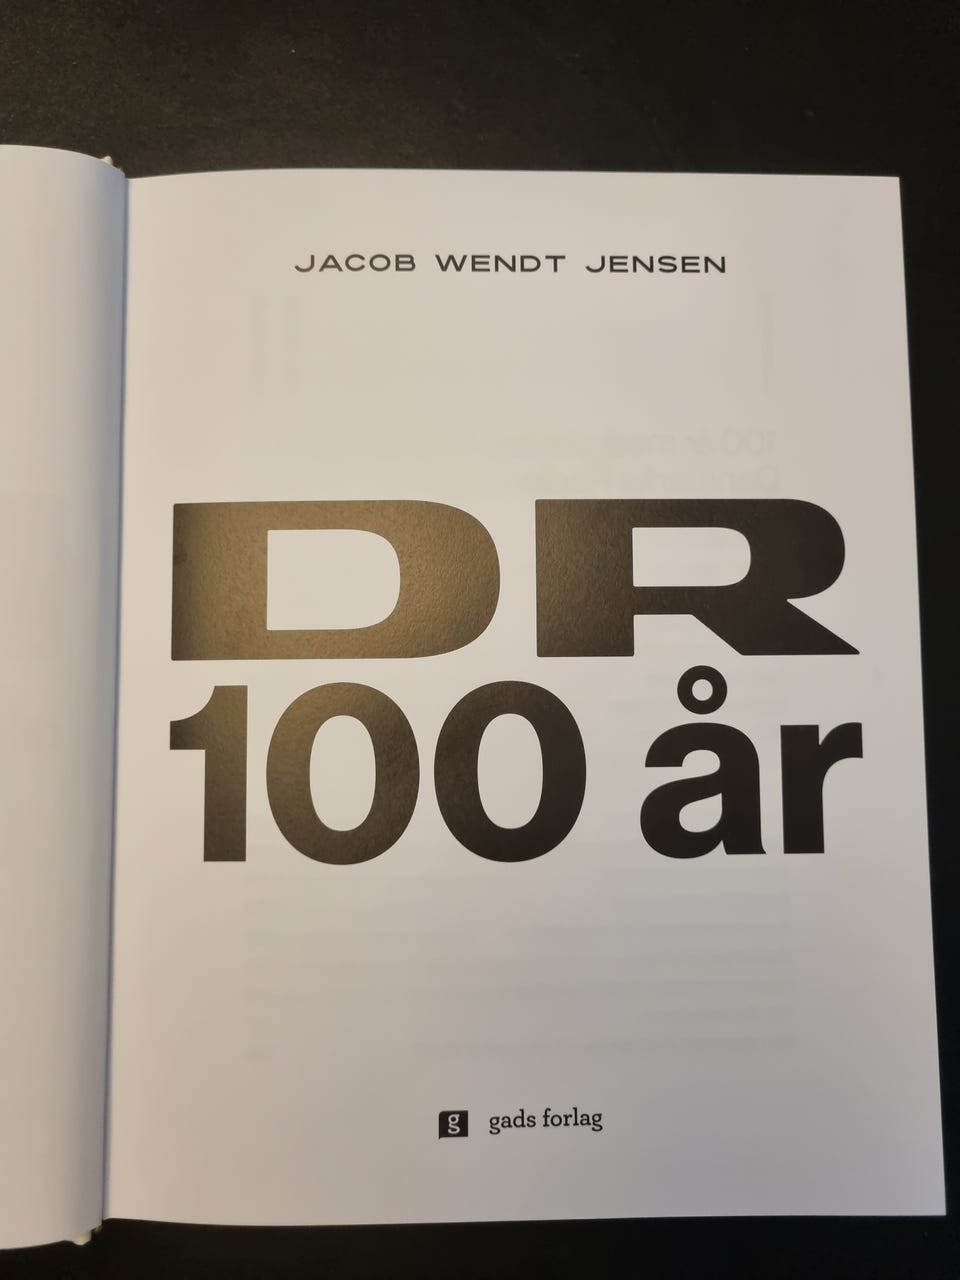 JACOB WENDT JENSEN
DR
100 år
g gads forlag